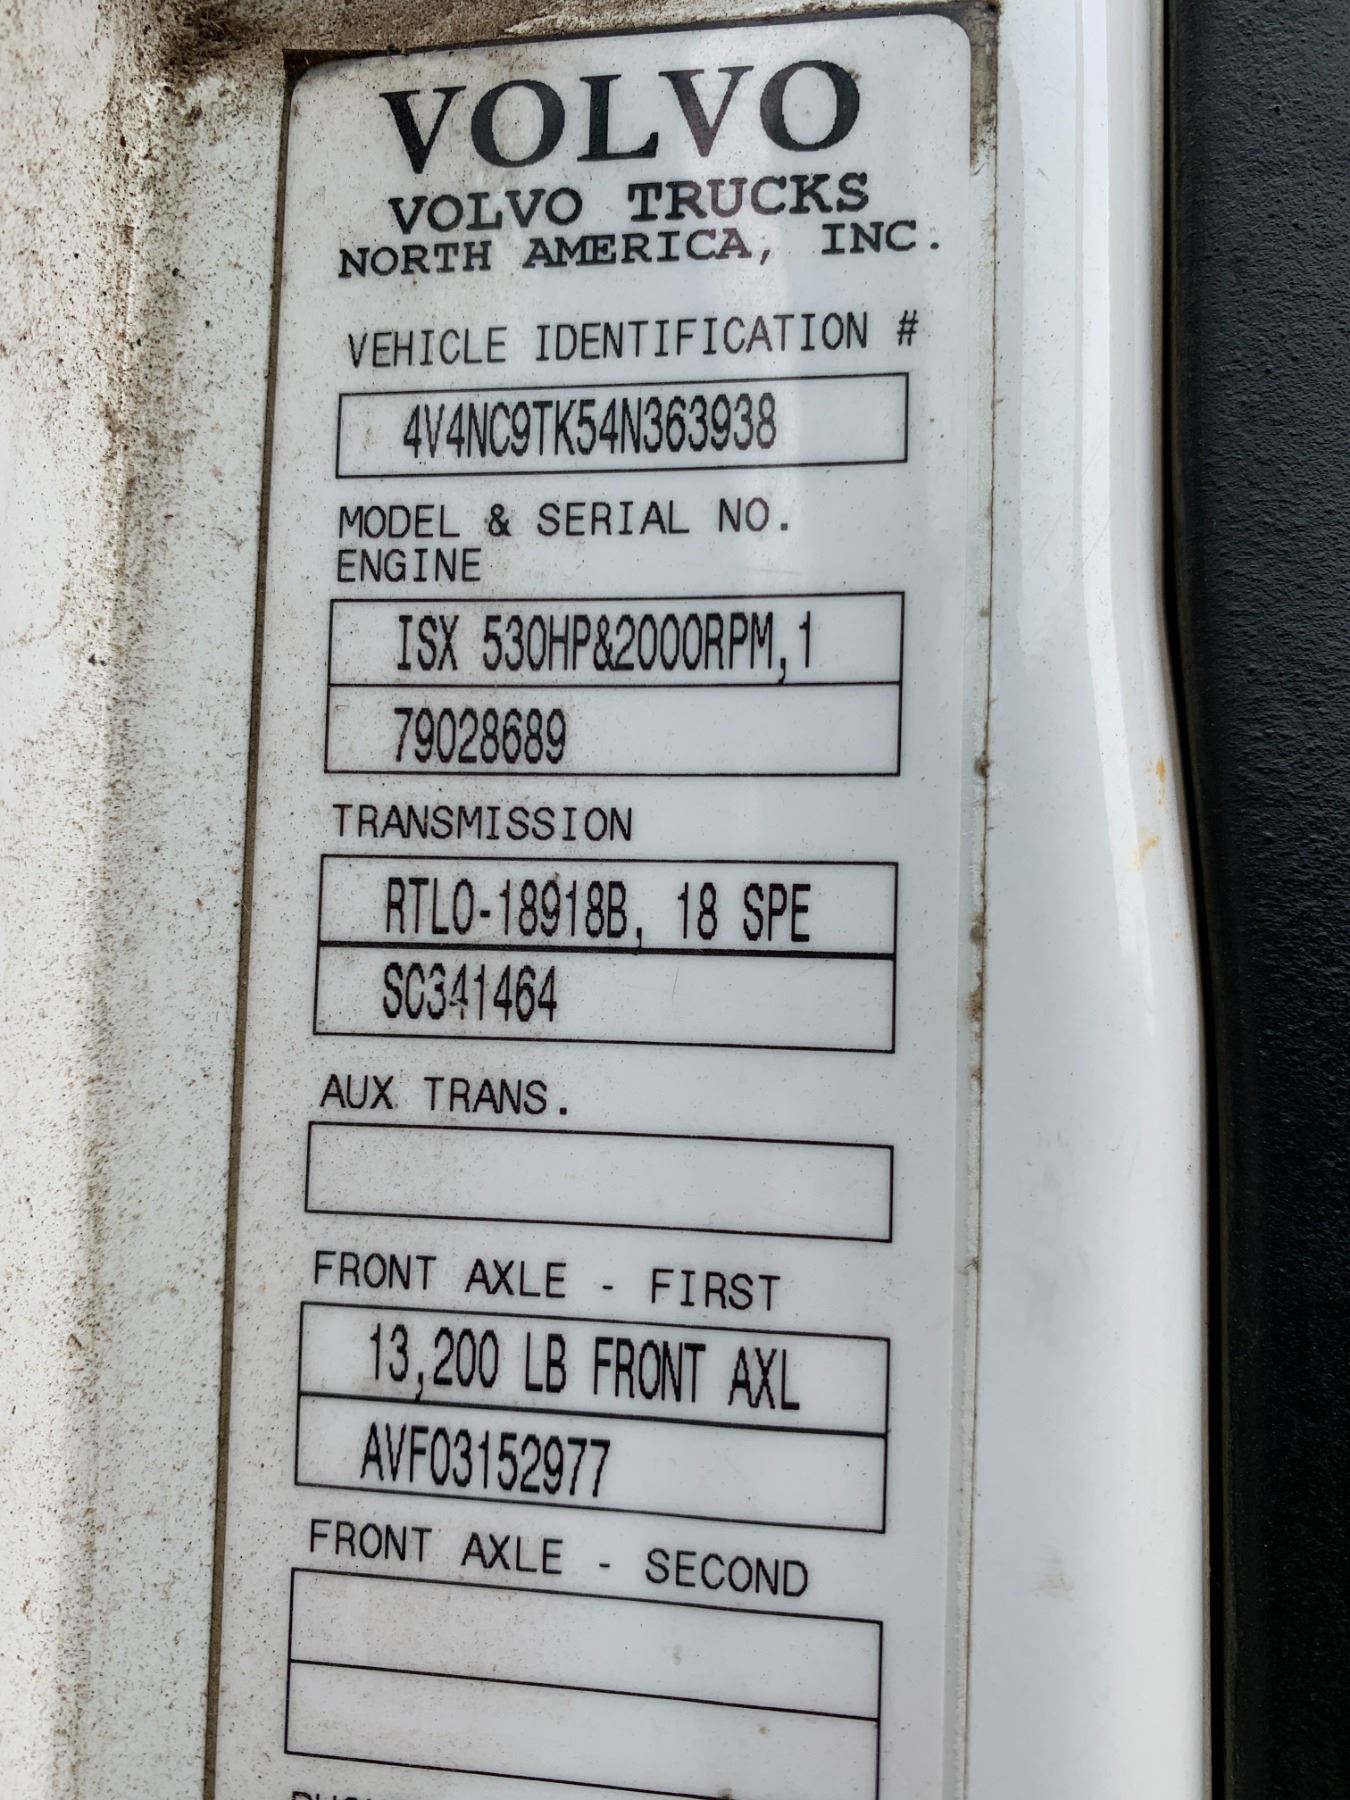 VOLVO
VOLVO TRUCKS
NORTH AMERICA, INC.
VEHICLE IDENTIFICATION #
4V4NC9TK54N363938
MODEL & SERIAL NO.
ENGINE
ISX 530HP&2000RPM,1
79028689
TRANSMISSION
RTLO-18918B, 18 SPE
SC341464
AUX TRANS.
FRONT AXLE - FIRST
13,200 LB FRONT AXL
AVF03152977
FRONT AXLE - SECOND